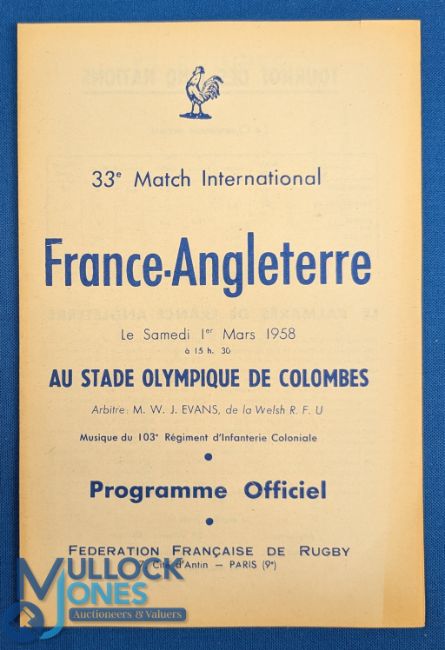 33e Match International
France-Angleterre
Le Samedi 1er Mars 1958
à 15 h. 30
AU STADE OLYMPIQUE DE COLOMBES
Arbitre: M. W. J. EVANS, de la Welsh R. F. U
Musique du 103e Régiment d'Infanterie Coloniale
Programme Officiel
FEDERATION FRANÇAISE DE RUGBY
Cité d'Antin - PARIS (9e)
MULLOCK
JONES
Auctioneers & Valuers